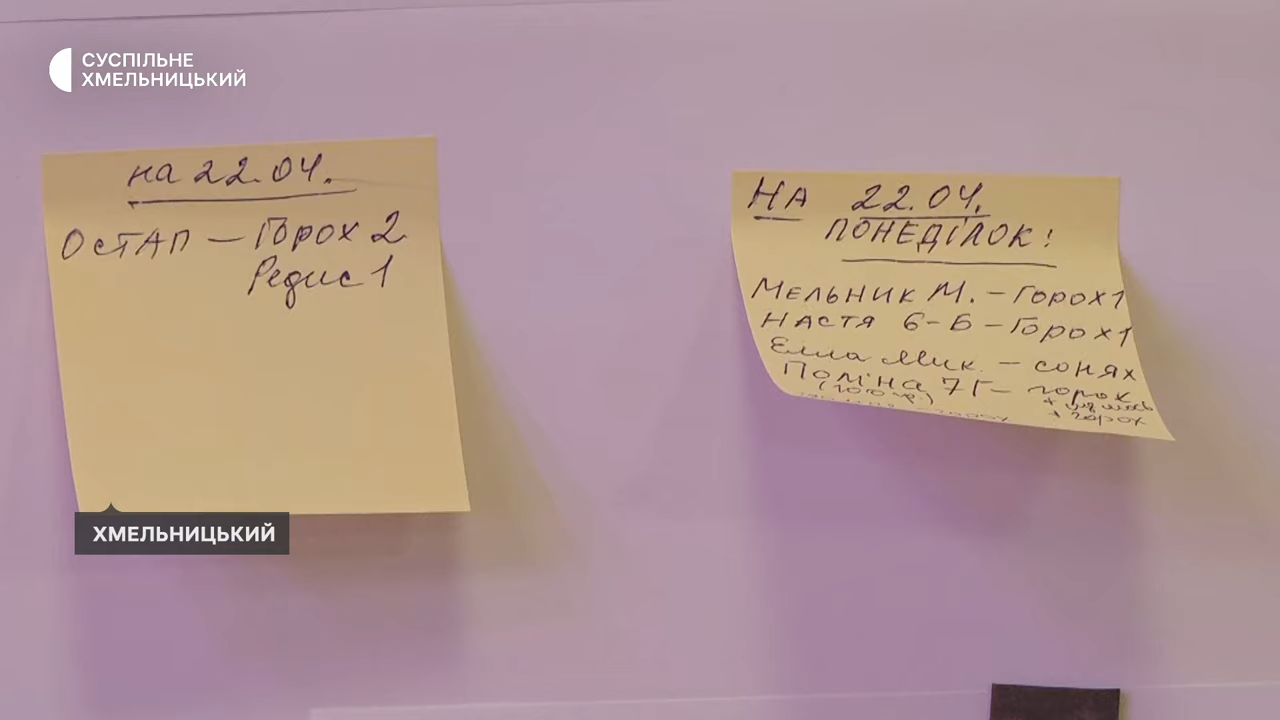 СУСПІЛЬНЕ
ХМЕЛЬНИЦЬКИЙ
на 22.04.
ОСТАП — Горох 2
Редис 1
НА 22.04.
ПОНЕДІЛОК!
МЕЛЬНИК М. – ГОРОХ 1
НАСТЯ 6-Б – ГОРОХ 1
Елла Мик. – СОНЯХ
Поліна 7Г – горох
(100 гр.)
+ горох
ХМЕЛЬНИЦЬКИЙ